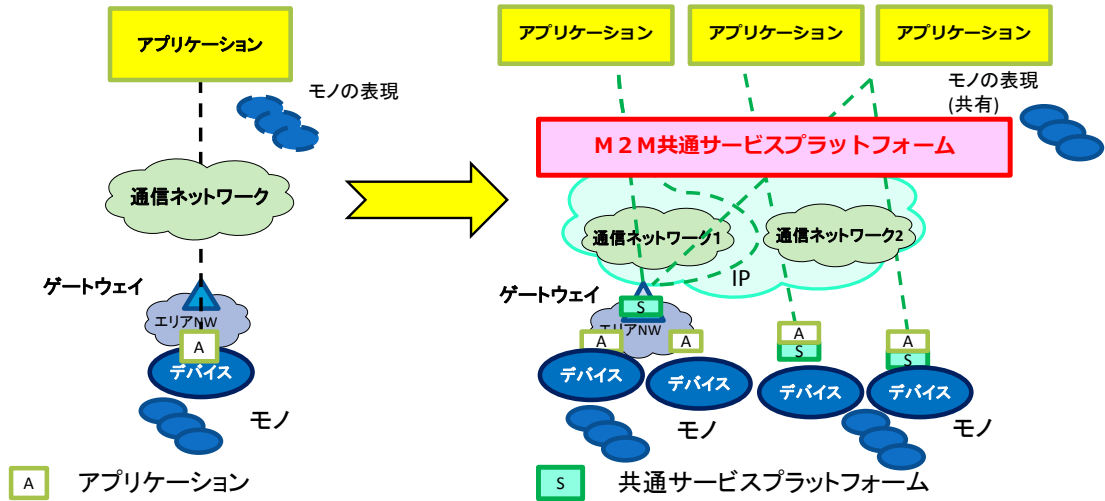 アプリケーション
モノの表現
通信ネットワーク
ゲートウェイ
エリアNW
A
デバイス
モノ
アプリケーション
アプリケーション
アプリケーション
モノの表現
(共有)
M2M共通サービスプラットフォーム
通信ネットワーク1
通信ネットワーク2
IP
ゲートウェイ
S
エリアNW
A
A
A
S
A
S
デバイス
デバイス
デバイス
デバイス
モノ
モノ
A
アプリケーション
S
共通サービスプラットフォーム